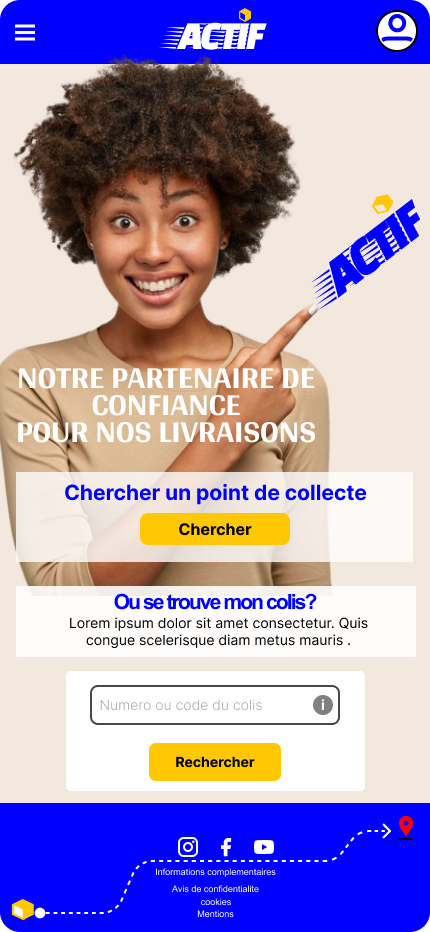 ACTIF
ACTIF
NOTRE PARTENAIRE DE
CONFIANCE
POUR NOS LIVRAISONS
Chercher un point de collecte
Chercher
Ou se trouve mon colis?
Lorem ipsum dolor sit amet consectetur. Quis
congue scelerisque diam metus mauris .
Numero ou code du colis
i
Rechercher
Informations complementaires
Avis de confidentialite
cookies
Mentions